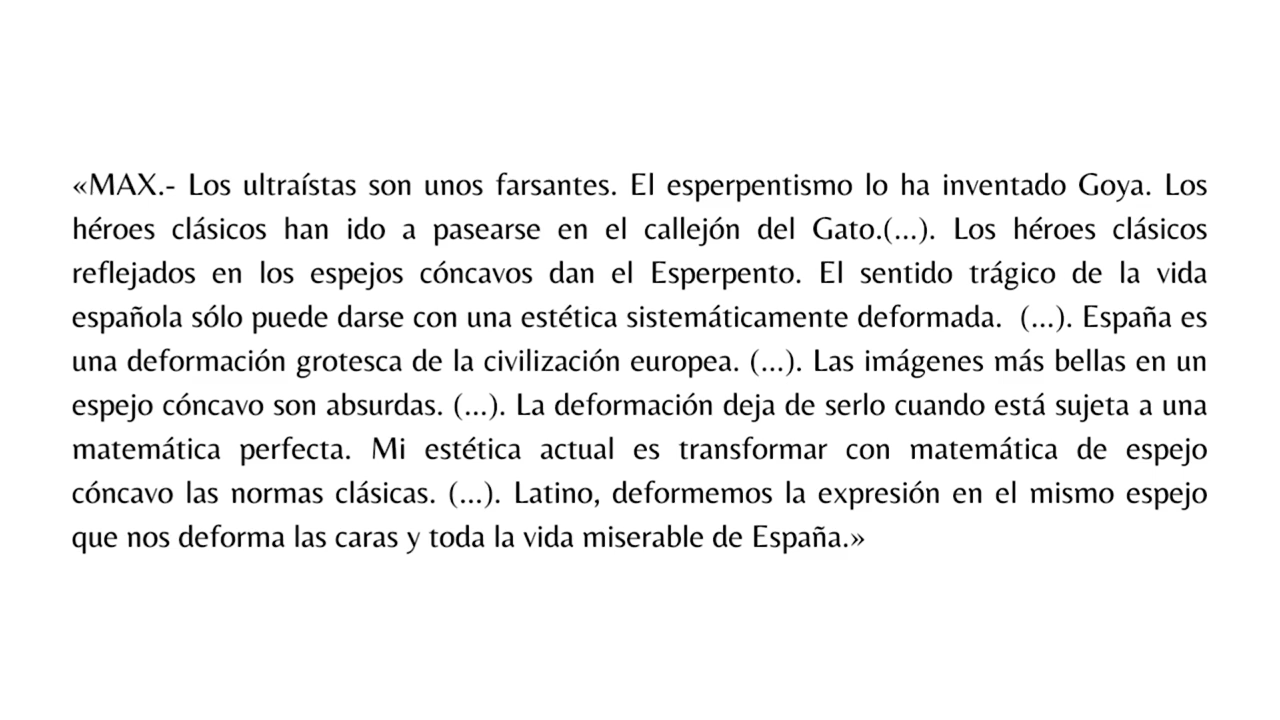 «MAX.- Los ultraístas son unos farsantes. El esperpentismo lo ha inventado Goya. Los
héroes clásicos han ido a pasearse en el callejón del Gato.(...). Los héroes clásicos
reflejados en los espejos cóncavos dan el Esperpento. El sentido trágico de la vida
española sólo puede darse con una estética sistemáticamente deformada. (...). España es
una deformación grotesca de la civilización europea. (...). Las imágenes más bellas en un
espejo cóncavo son absurdas. (...). La deformación deja de serlo cuando está sujeta a una
matemática perfecta. Mi estética actual es transformar con matemática de espejo
cóncavo las normas clásicas. (...). Latino, deformemos la expresión en el mismo espejo
que nos deforma las caras y toda la vida miserable de España.»